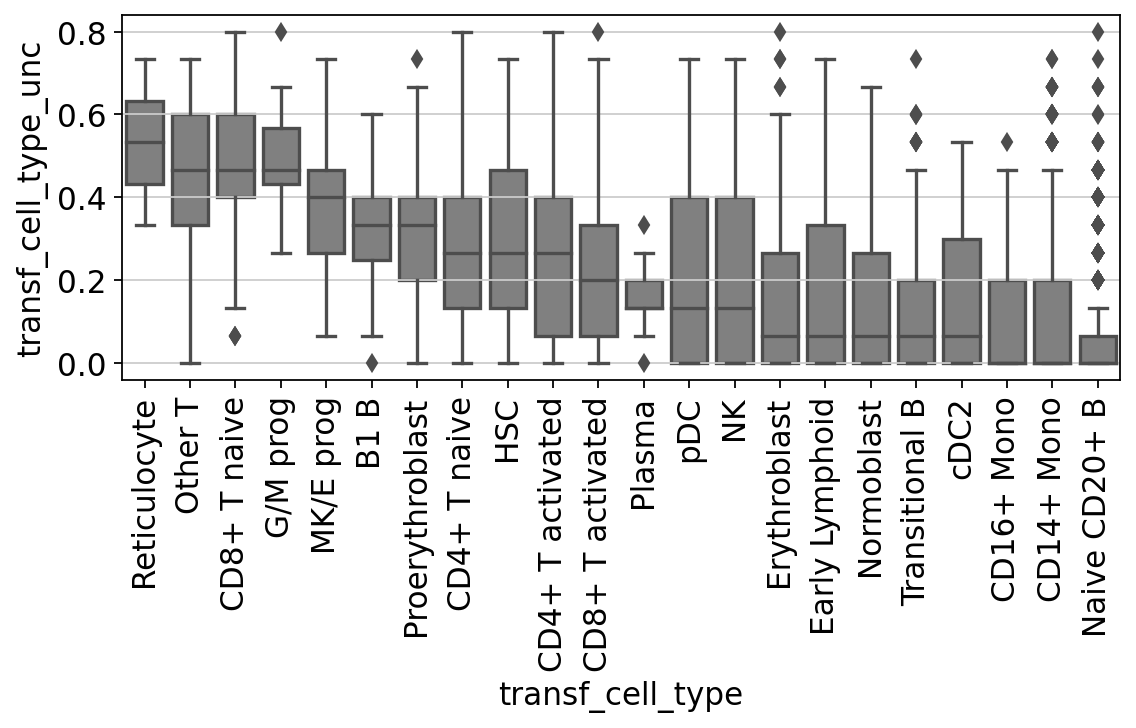 transf_cell_type_unc
0.8
0.6
0.4
0.2
0.0
Reticulocyte
Other T
CD8+ T naive
G/M prog
MK/E prog
B1 B
Proerythroblast
CD4+ T naive
HSC
CD4+ T activated
CD8+ T activated
Plasma
pDC
NK
Erythroblast
Early Lymphoid
Normoblast
Transitional B
cDC2
CD16+ Mono
CD14+ Mono
Naive CD20+ B
transf_cell_type